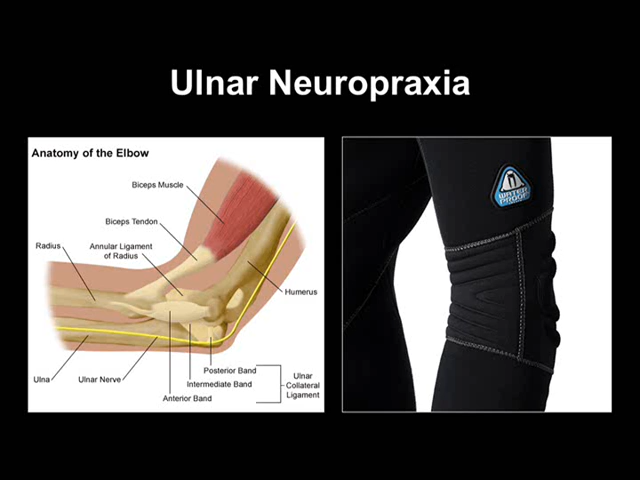 Ulnar Neuropraxia
Anatomy of the Elbow
Biceps Muscle
Biceps Tendon
Radius
Annular Ligament
of Radius
Humerus
Ulna
Ulnar Nerve
Posterior Band
Intermediate Band
Anterior Band
Ulnar
Collateral
Ligament
WATER
PROOF